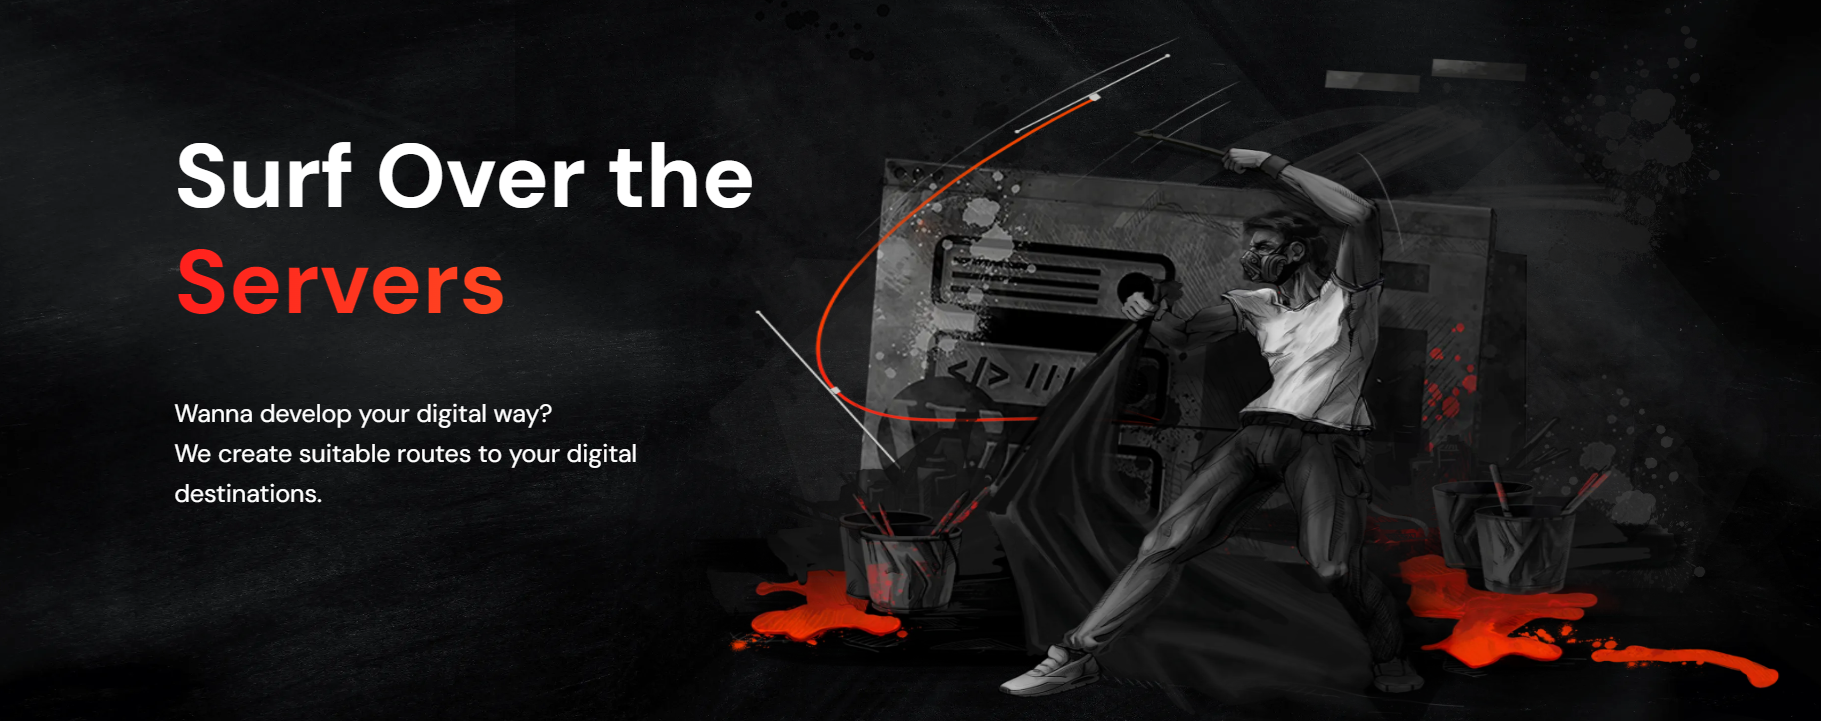 Surf Over the
Servers
Wanna develop your digital way?
We create suitable routes to your digital
destinations.
</>